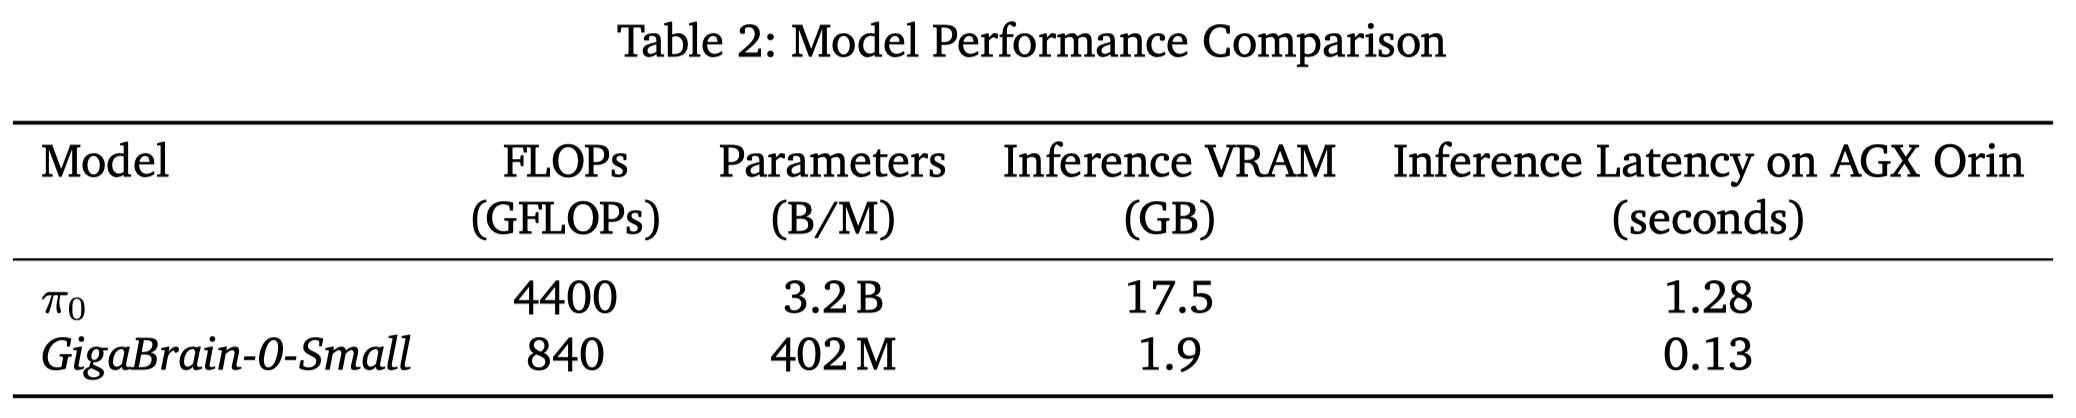 Table 2: Model Performance Comparison
Model FLOPs Parameters Inference VRAM Inference Latency on AGX Orin
(GFLOPs) (B/M) (GB) (seconds)
π0 4400 3.2 B 17.5 1.28
GigaBrain-0-Small 840 402 M 1.9 0.13